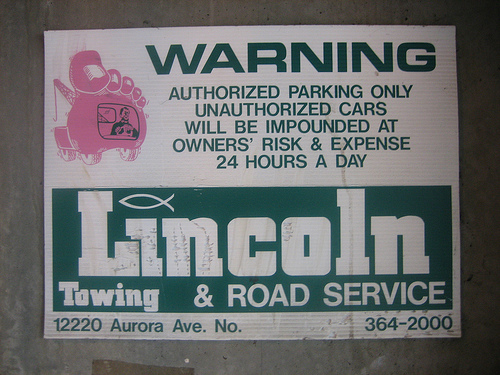 WARNING
AUTHORIZED PARKING ONLY
UNAUTHORIZED CARS
WILL BE IMPOUNDED AT
OWNERS' RISK & EXPENSE
24 HOURS A DAY
Lincoln
Towing & ROAD SERVICE
12220 Aurora Ave. No. 364-2000